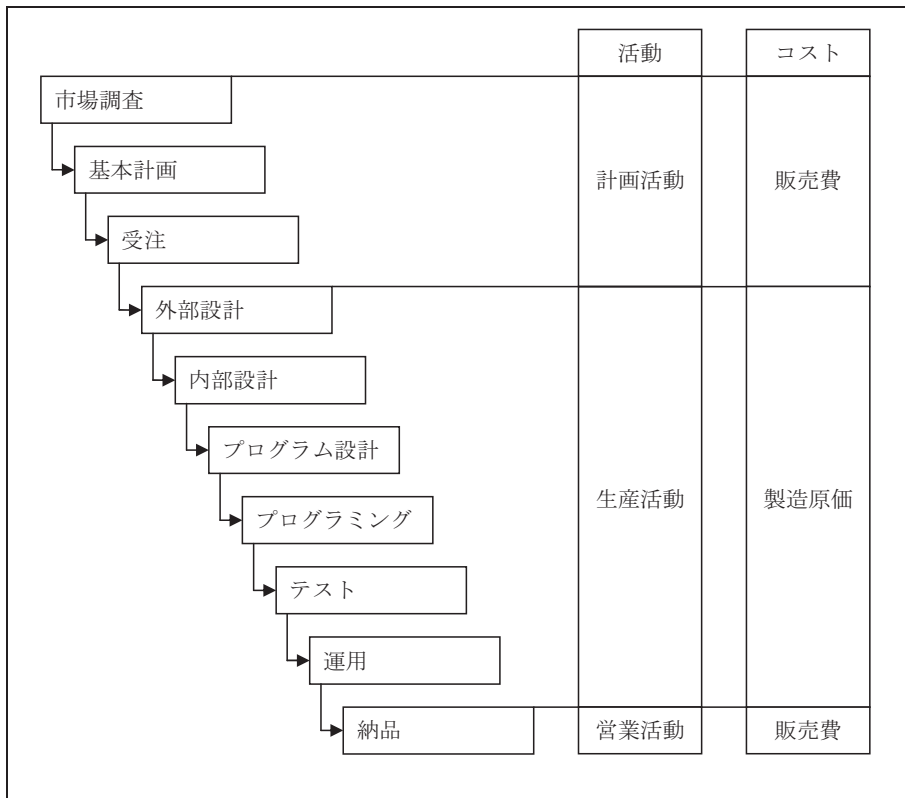 活動
コスト
市場調査
基本計画
計画活動
販売費
受注
外部設計
内部設計
プログラム設計
プログラミング
生産活動
製造原価
テスト
運用
納品
営業活動
販売費